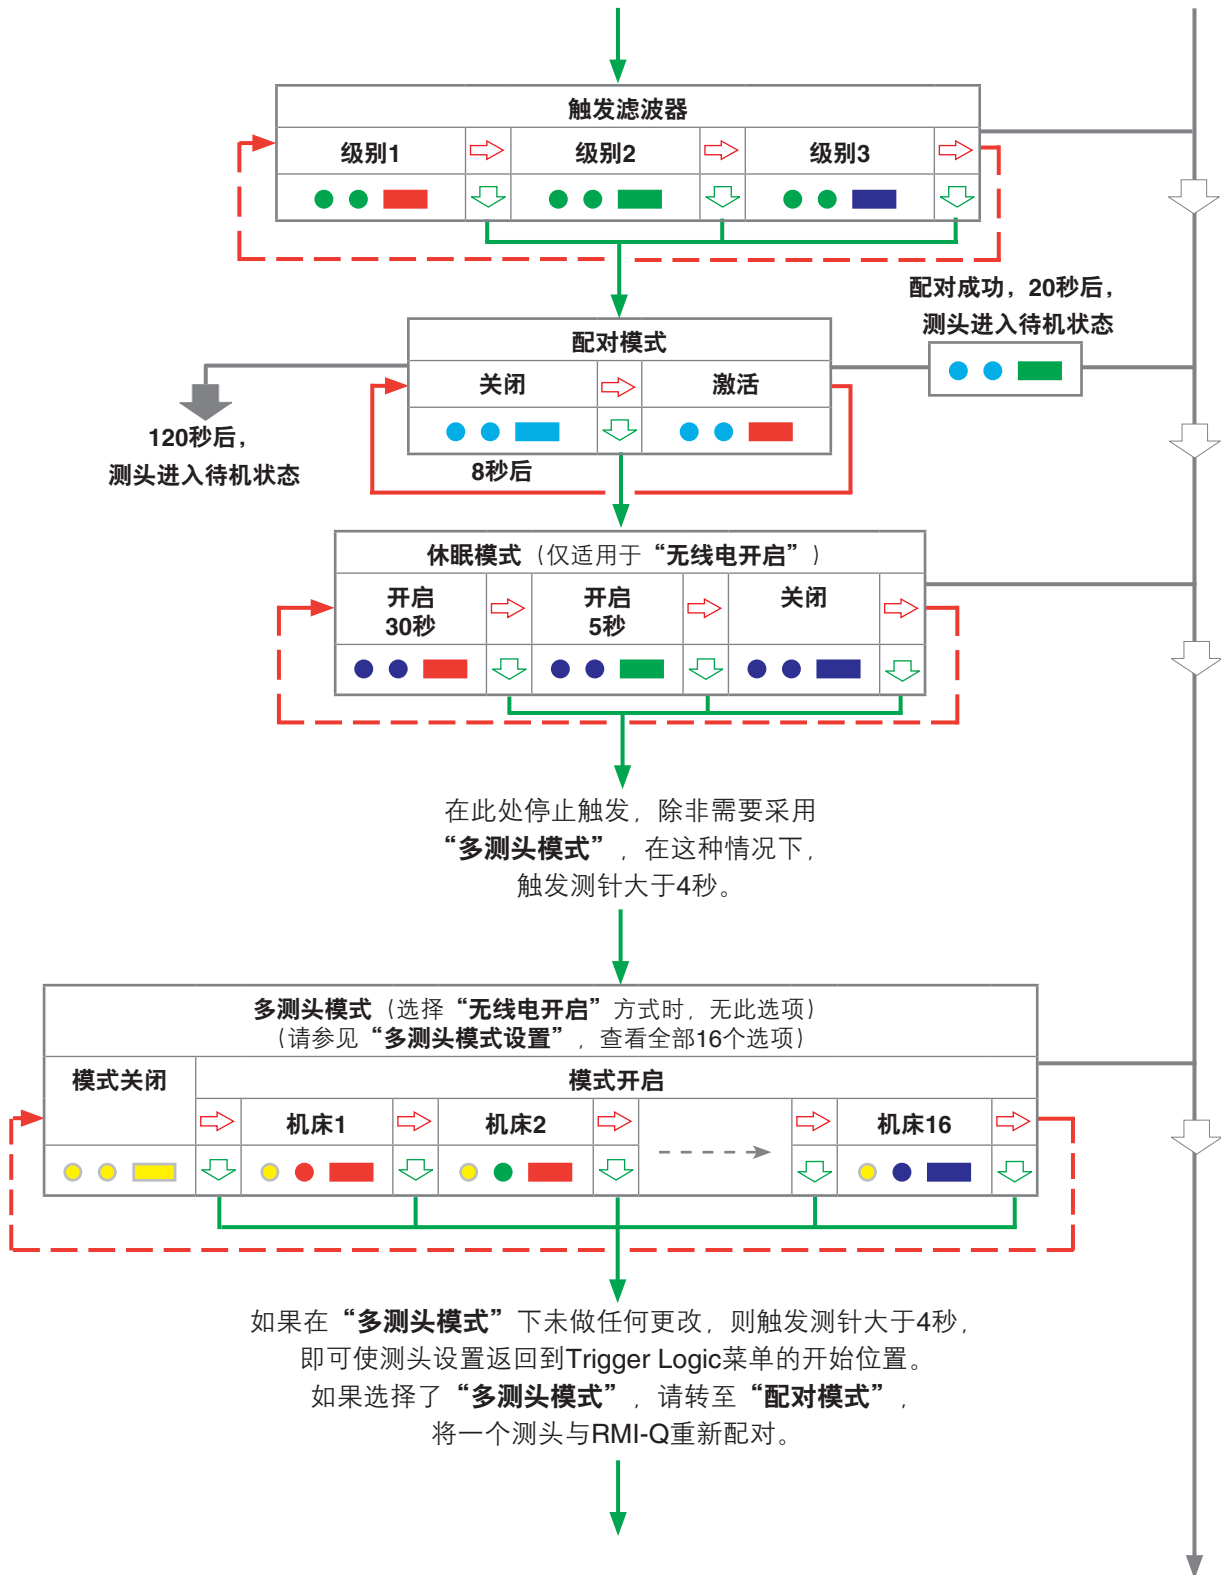 触发滤波器
级别1
级别2
级别3
配对成功，20秒后，
测头进入待机状态
配对模式
关闭
激活
120秒后，
测头进入待机状态
8秒后
休眠模式（仅适用于“无线电开启”）
开启
30秒
开启
5秒
关闭
在此处停止触发，除非需要采用
“多测头模式”，在这种情况下，
触发测针大于4秒。
多测头模式（选择“无线电开启”方式时，无此选项）
（请参见“多测头模式设置”，查看全部16个选项）
模式关闭
模式开启
机床1
机床2
机床16
如果在“多测头模式”下未做任何更改，则触发测针大于4秒，
即可使测头设置返回到Trigger Logic菜单的开始位置。
如果选择了“多测头模式”，请转至“配对模式”，
将一个测头与RMI-Q重新配对。